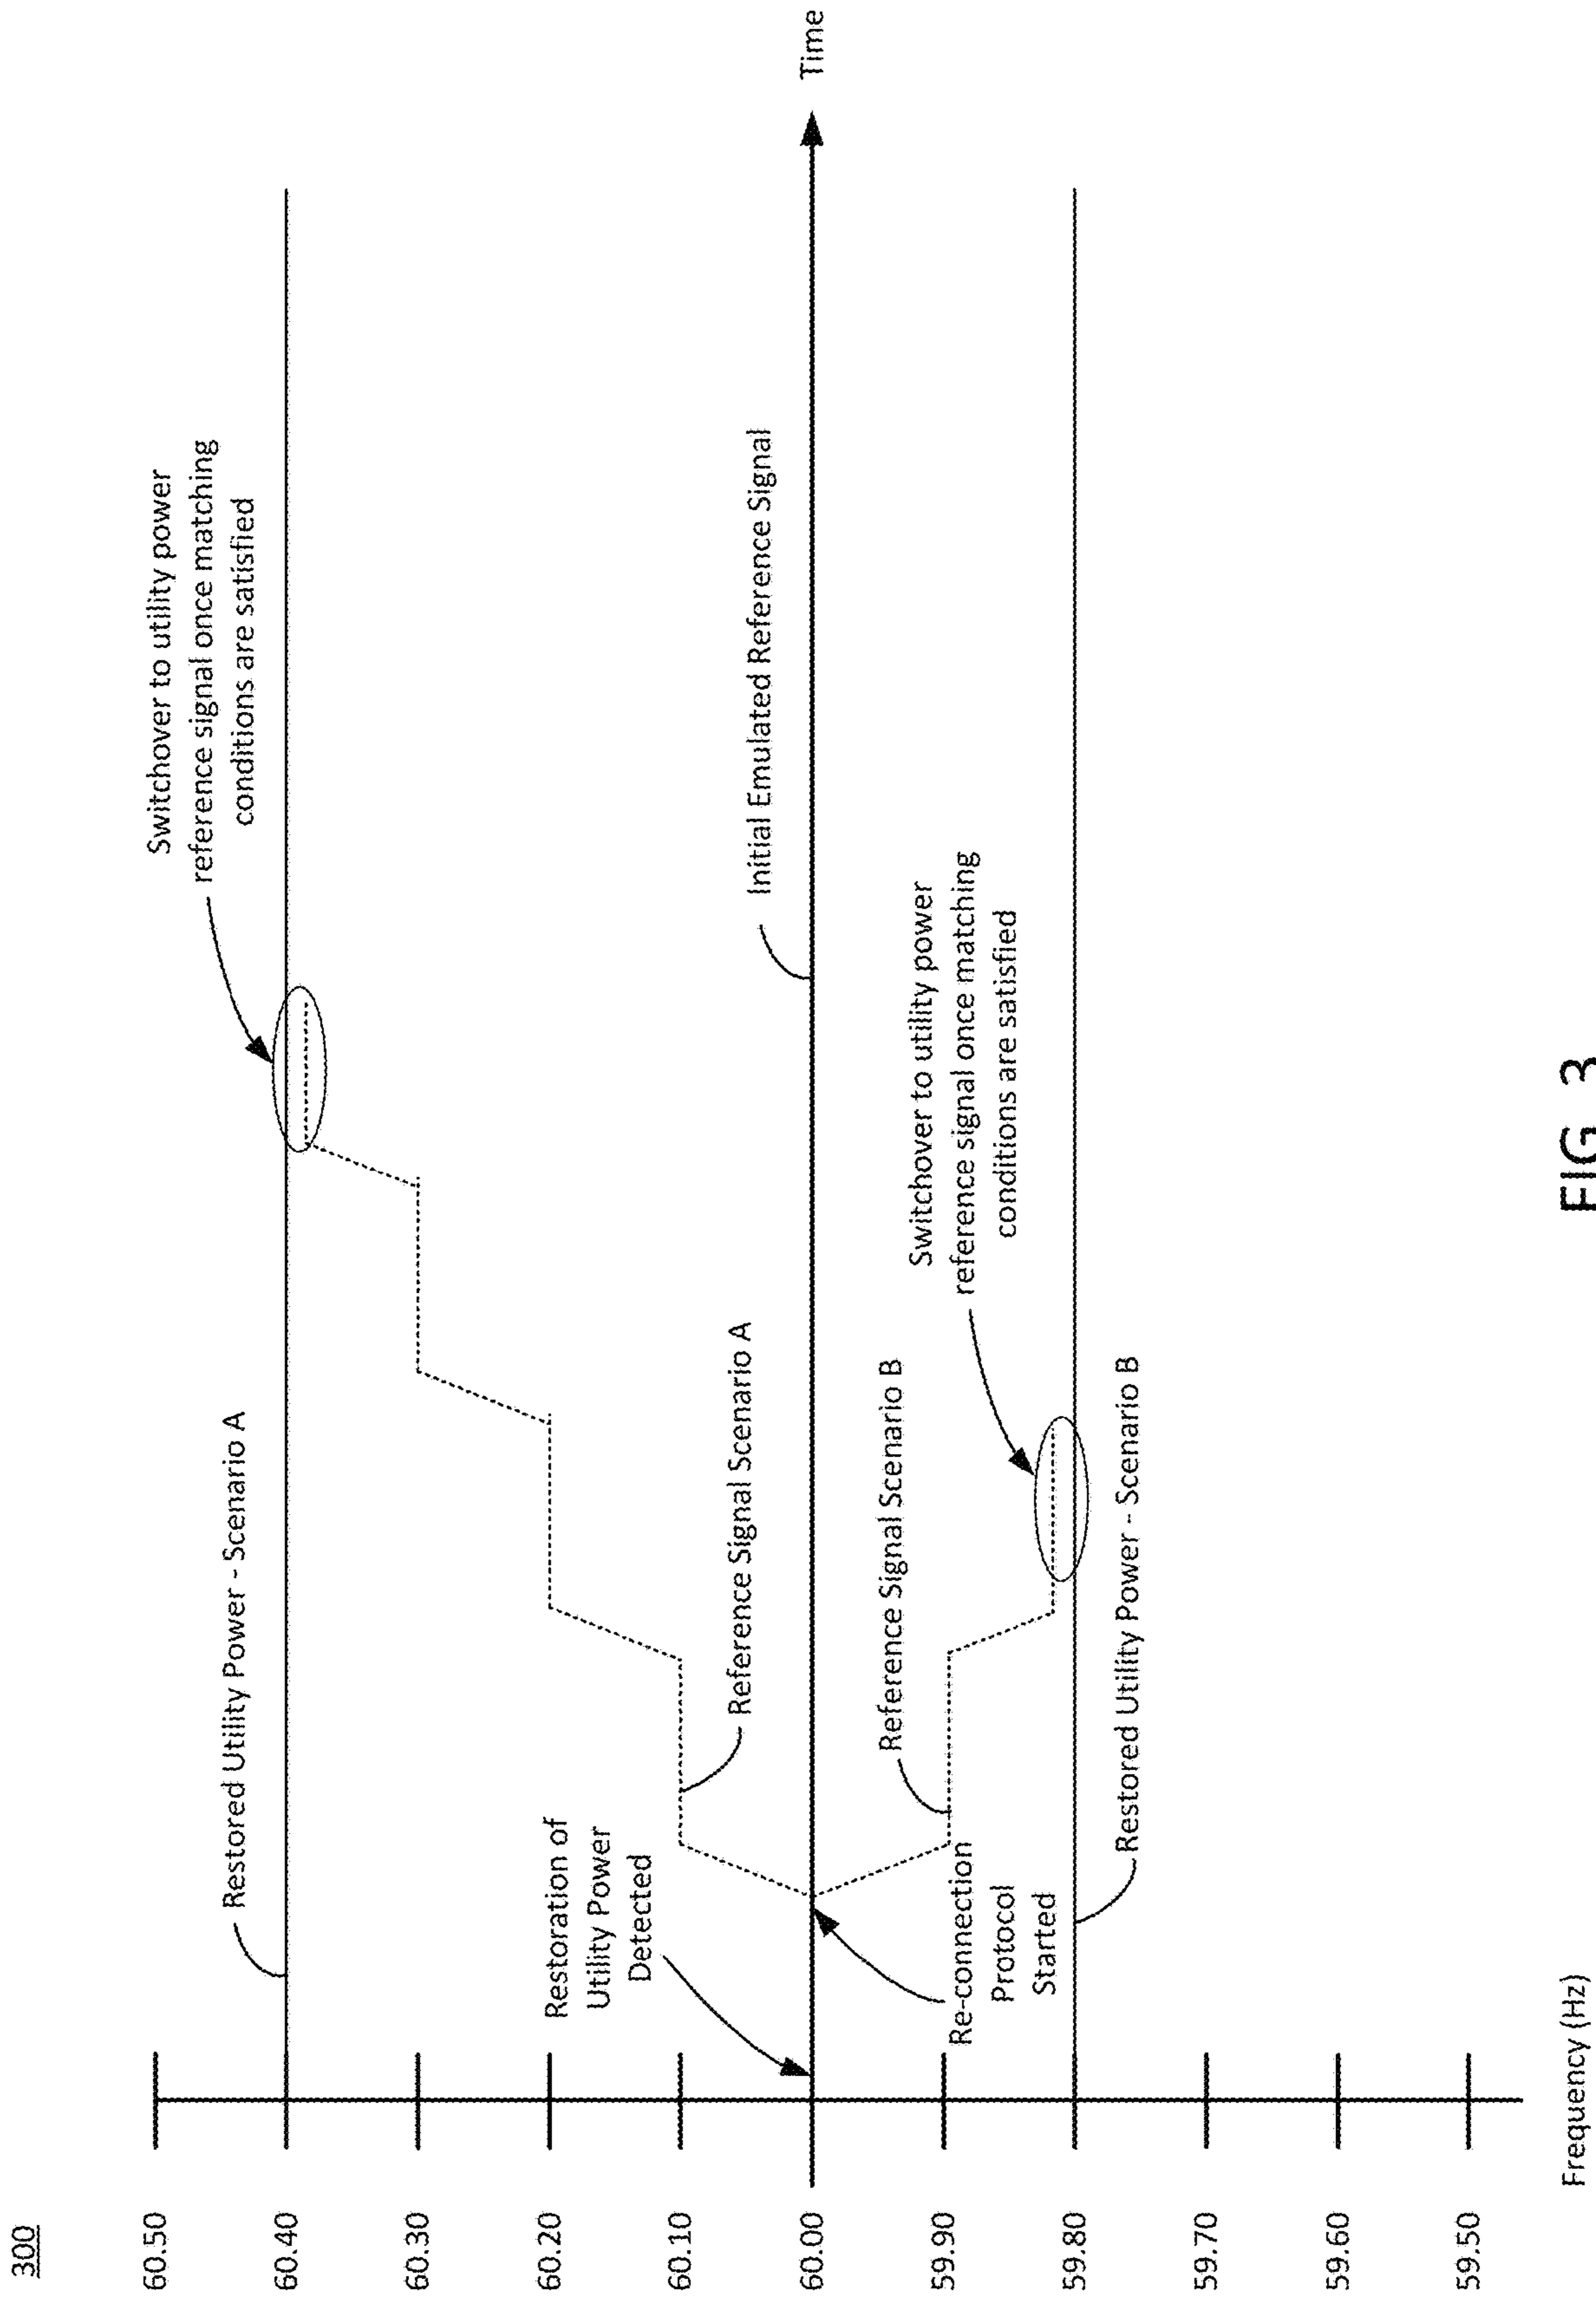 300
60.50
60.40
60.30
60.20
60.10
60.00
59.90
59.80
59.70
59.60
59.50
Frequency (Hz)
Restored Utility Power - Scenario A
Switchover to utility power
reference signal once matching
conditions are satisfied
Restoration of
Utility Power
Detected
Reference Signal Scenario A
Initial Emulated Reference Signal
Time
Re-connection
Protocol
Started
Reference Signal Scenario B
Switchover to utility power
reference signal once matching
conditions are satisfied
Restored Utility Power - Scenario B
FIG. 3